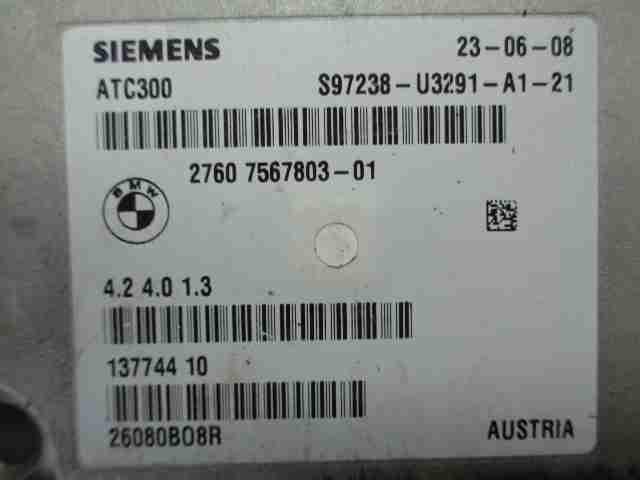 SIEMENS 23-06-08
ATC300 S97238-U3291-A1-21
2760 7567803-01
BMW
4.2 4.0 1.3
137744 10
26080B08R AUSTRIA